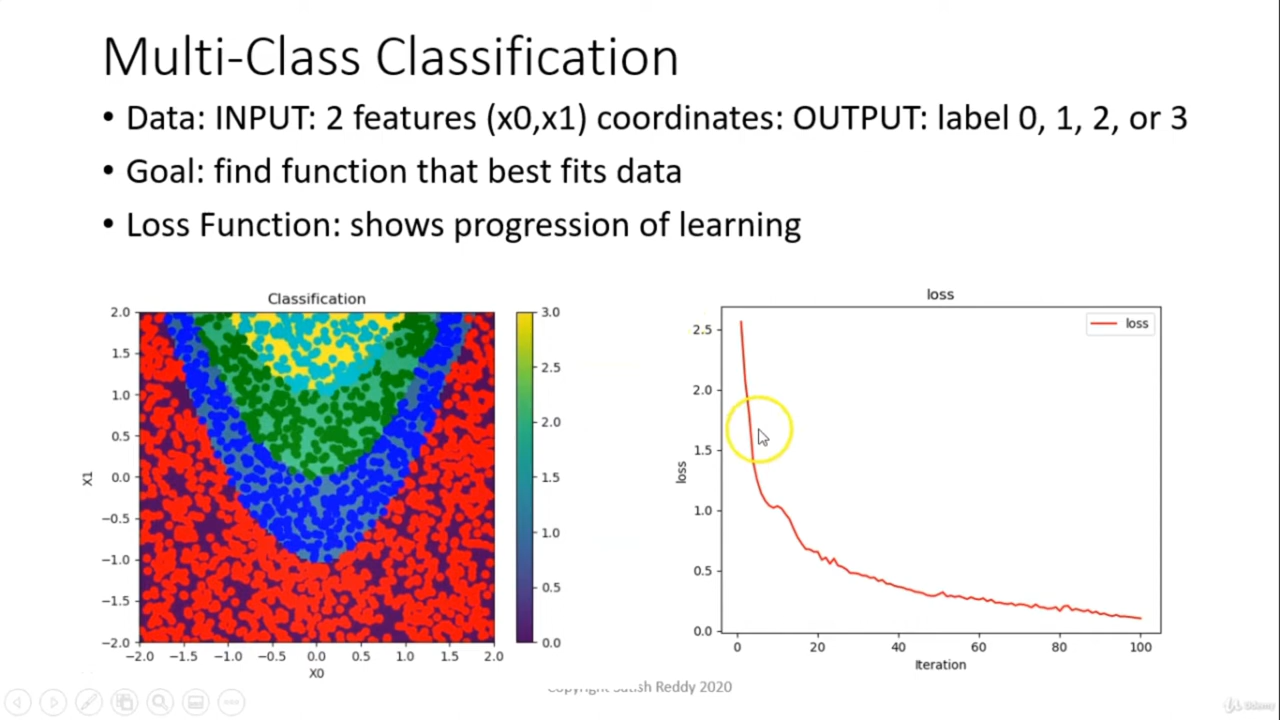 Multi-Class Classification
• Data: INPUT: 2 features (x0,x1) coordinates: OUTPUT: label 0, 1, 2, or 3
• Goal: find function that best fits data
• Loss Function: shows progression of learning
Classification
2.0
1.5
1.0
0.5
0.0
−0.5
−1.0
−1.5
−2.0
X1
−2.0 −1.5 −1.0 −0.5 0.0 0.5 1.0 1.5 2.0
X0
3.0
2.5
2.0
1.5
1.0
0.5
0.0
loss
loss
2.5
2.0
1.5
1.0
0.5
0.0
loss
0 20 40 60 80 100
Iteration
Copyright Satish Reddy 2020
Udemy